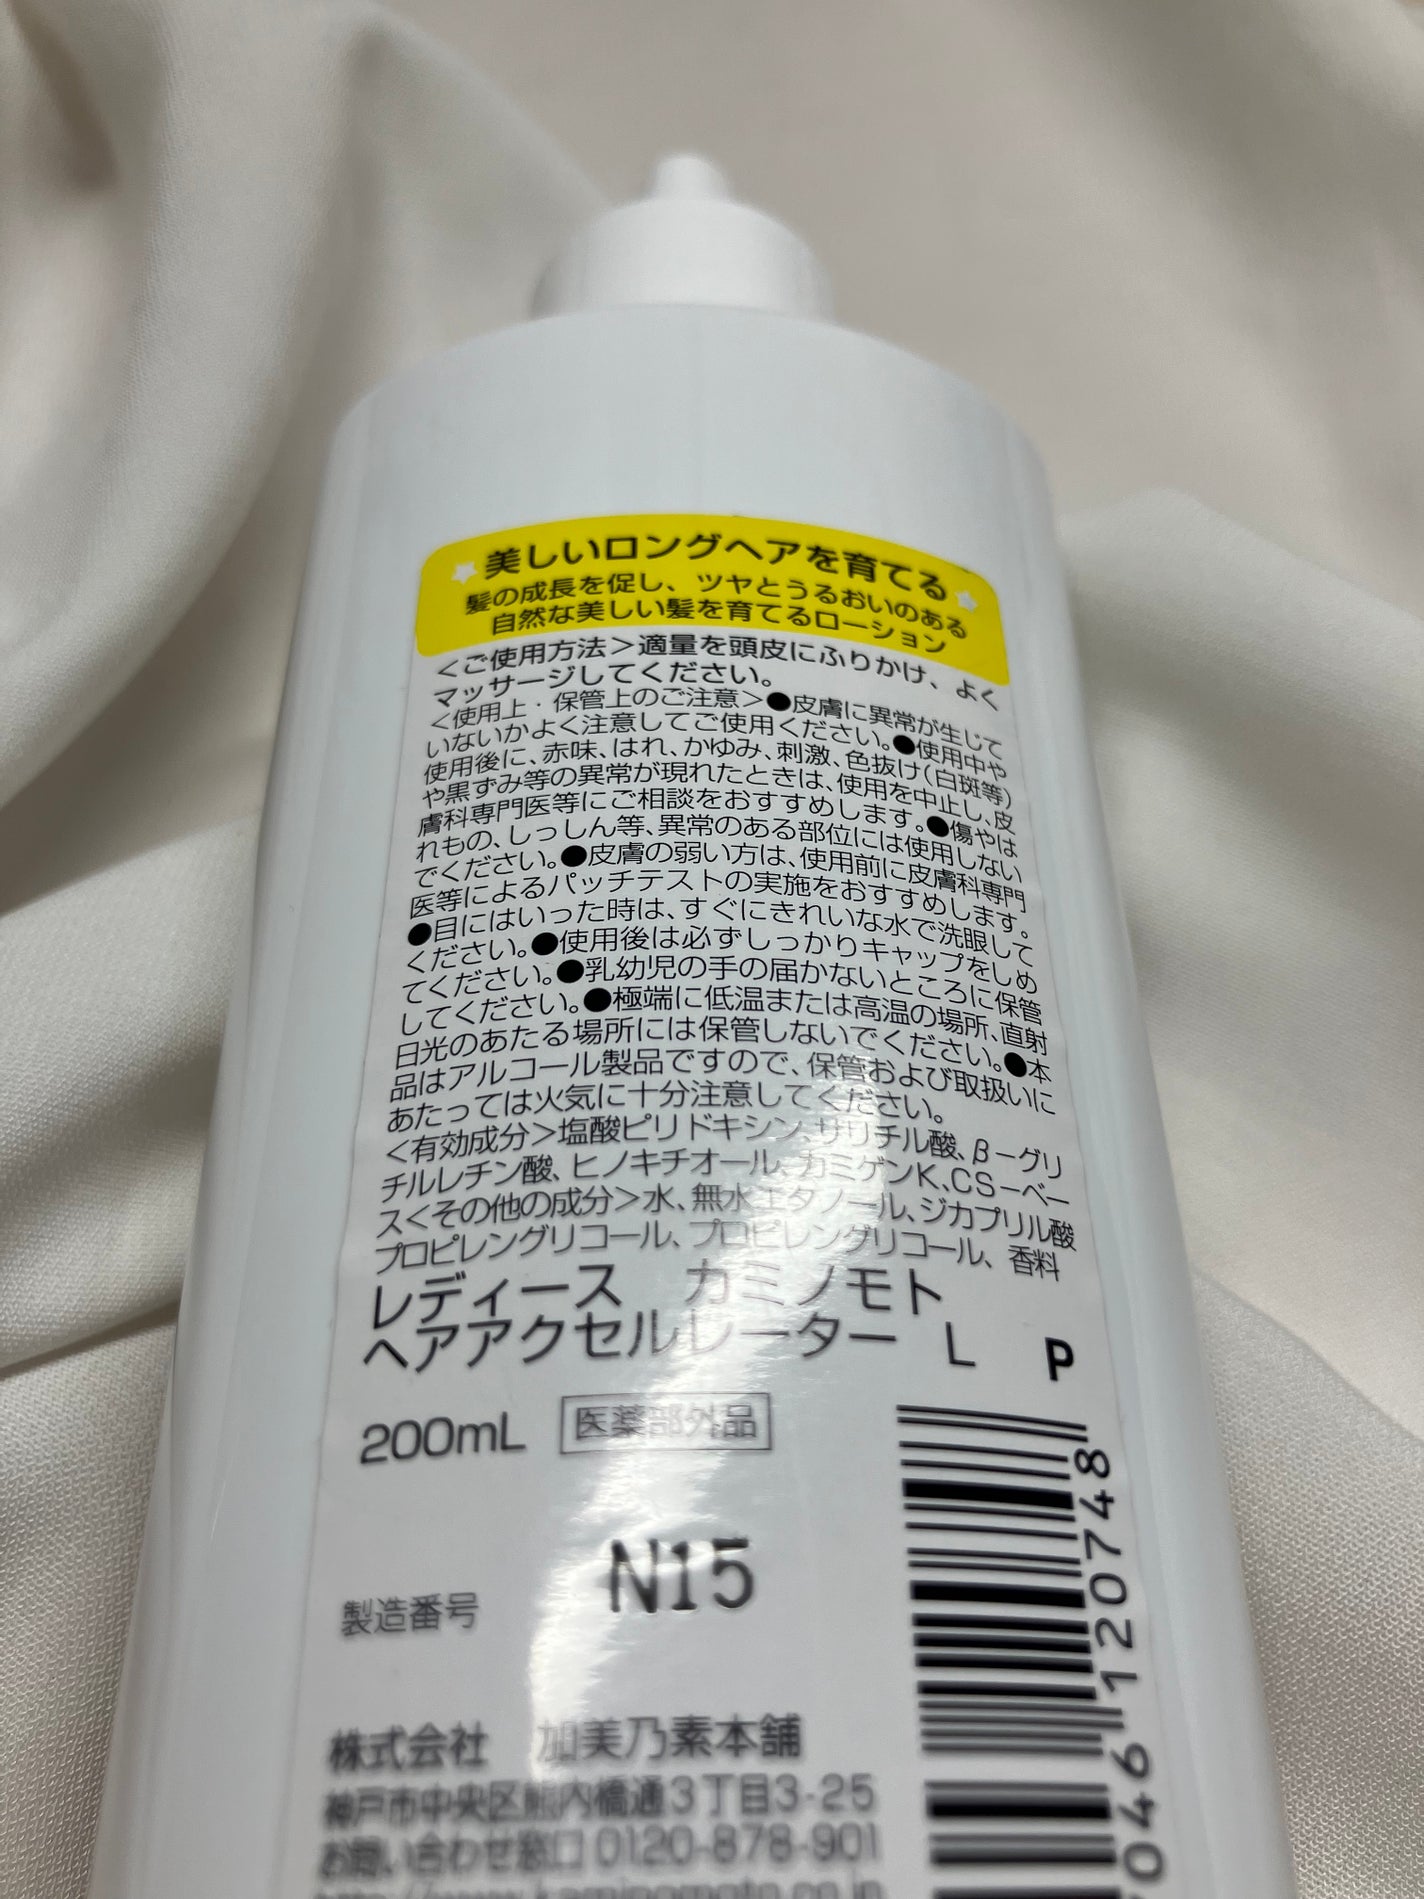 美しいロングヘアを育てる
髪の成長を促し、ツヤとうるおいのある
自然な美しい髪を育てるローション
＜ご使用方法＞適量を頭皮にふりかけ、よく
マッサージしてください。
＜使用上・保管上のご注意＞●皮膚に異常が生じて
いないかよく注意してご使用ください。●使用中や
使用後に、赤味、はれ、かゆみ、刺激、色抜け(白斑等)
や黒ずみ等の異常が現れたときは、使用を中止し、皮
膚科専門医等にご相談をおすすめします。●傷やは
れもの、しっしん等、異常のある部位には使用しない
でください。●皮膚の弱い方は、使用前に皮膚科専門
医等によるパッチテストの実施をおすすめします。
●目にはいった時は、すぐにきれいな水で洗眼して
ください。●使用後は必ずしっかりキャップをしめ
てください。●乳幼児の手の届かないところに保管
してください。●極端に低温または高温の場所、直射
日光のあたる場所には保管しないでください。●本
品はアルコール製品ですので、保管および取扱いに
あたっては火気に十分注意してください。
＜有効成分＞塩酸ピリドキシン、サリチル酸、β－グリ
チルレチン酸、ヒノキチオール、カミゲンK、CS－ベー
ス＜その他の成分＞水、無水エタノール、ジカプリル酸
プロピレングリコール、プロピレングリコール、香料
レディース カミノモト
ヘアアクセルレーター L P
200mL 医薬部外品
製造番号 N15
株式会社 加美乃素本舗
神戸市中央区熊内橋通3丁目3-25
お問い合わせ窓口 0120-878-901
046120748